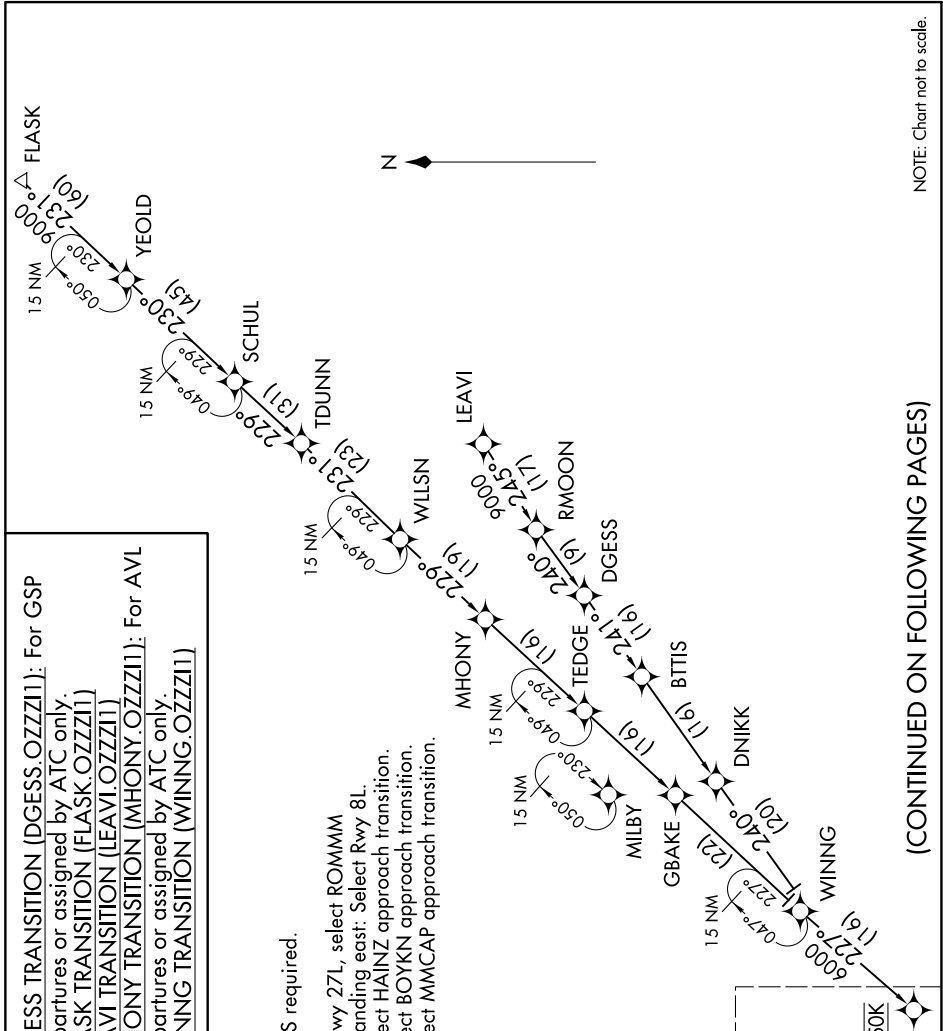 ESS TRANSITION (DGESS.OZZZI1): For GSP
partures or assigned by ATC only.
ASK TRANSITION (FLASK.OZZZI1)
AVI TRANSITION (LEAVI.OZZZI1)
ONY TRANSITION (MHONY.OZZZI1): For AVL
partures or assigned by ATC only.
NNG TRANSITION (WINNG.OZZZI1)
S required.
wy 27L, select ROMMM
anding east: Select Rwy 8L.
ect HAINZ approach transition.
ect BOYKN approach transition.
ect MMCAP approach transition.
FLASK
9000
231°
(60)
15 NM
230°
050°
YEOLD
230°
(45)
15 NM
229°
049°
SCHUL
229°
(31)
TDUNN
231°
(23)
15 NM
229°
049°
WLLSN
229°
(19)
MHONY
(16)
15 NM
229°
049°
TEDGE
(16)
15 NM
230°
050°
MILBY
GBAKE
(22)
LEAVI
9000
245°
(17)
RMOON
240°
(9)
DGESS
241°
(16)
BTTIS
(16)
DNIKK
240°
(20)
15 NM
227°
047°
WINNG
6000
227°
(16)
50K
N
NOTE: Chart not to scale.
(CONTINUED ON FOLLOWING PAGES)